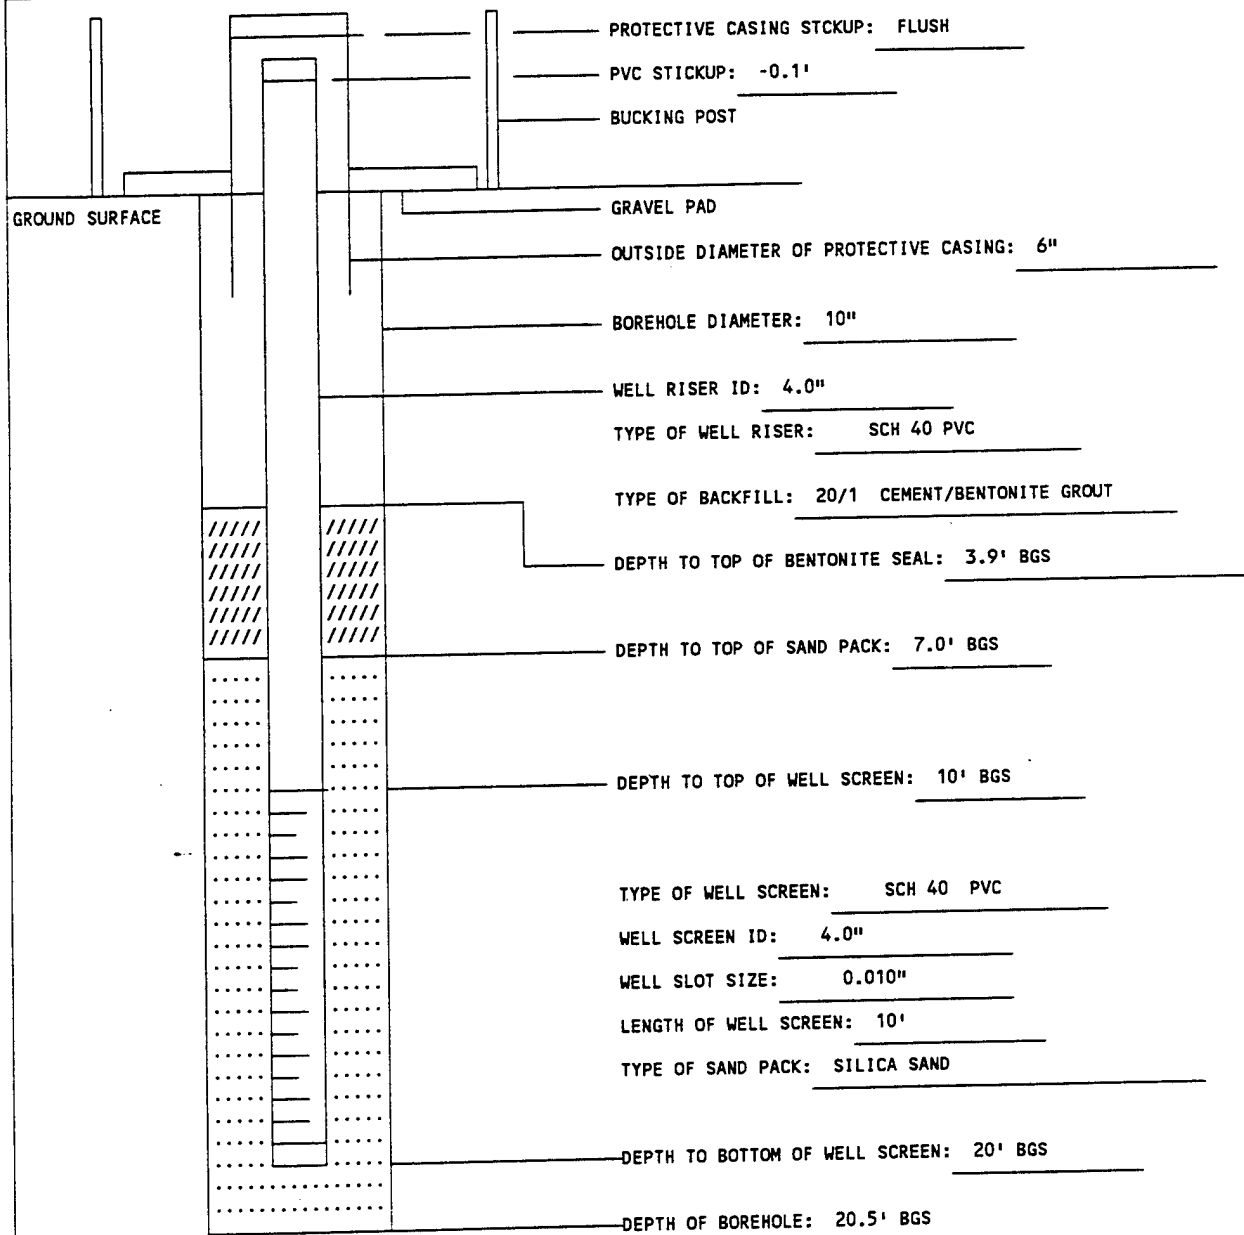 PROTECTIVE CASING STCKUP: FLUSH
PVC STICKUP: -0.1'
BUCKING POST
GROUND SURFACE
GRAVEL PAD
OUTSIDE DIAMETER OF PROTECTIVE CASING: 6"
BOREHOLE DIAMETER: 10"
WELL RISER ID: 4.0"
TYPE OF WELL RISER: SCH 40 PVC
TYPE OF BACKFILL: 20/1 CEMENT/BENTONITE GROUT
DEPTH TO TOP OF BENTONITE SEAL: 3.9' BGS
DEPTH TO TOP OF SAND PACK: 7.0' BGS
DEPTH TO TOP OF WELL SCREEN: 10' BGS
TYPE OF WELL SCREEN: SCH 40 PVC
WELL SCREEN ID: 4.0"
WELL SLOT SIZE: 0.010"
LENGTH OF WELL SCREEN: 10'
TYPE OF SAND PACK: SILICA SAND
DEPTH TO BOTTOM OF WELL SCREEN: 20' BGS
DEPTH OF BOREHOLE: 20.5' BGS